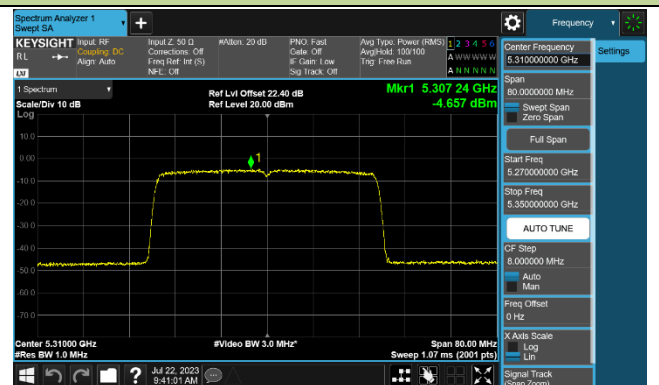 Spectrum Analyzer 1
Swept SA
+
Frequency
KEYSIGHT
RL
LXI
Input: RF
Coupling: DC
Align: Auto
Input Z: 50 Ω
Corrections: Off
Freq Ref: Int (S)
NFE: Off
#Atten: 20 dB
PNO: Fast
Gate: Off
IF Gain: Low
Sig Track: Off
Avg Type: Power (RMS)
Avg|Hold: 100/100
Trig: Free Run
1 2 3 4 5 6
A W W W W W
A N N N N N
1 Spectrum
Scale/Div 10 dB
Log
Ref Lvl Offset 22.40 dB
Ref Level 20.00 dBm
Mkr1 5.307 24 GHz
-4.657 dBm
10.0
0.00
-10.0
-20.0
-30.0
-40.0
-50.0
-60.0
-70.0
1
Center 5.31000 GHz
#Res BW 1.0 MHz
#Video BW 3.0 MHz*
Span 80.00 MHz
Sweep 1.07 ms (2001 pts)
Jul 22, 2023
9:41:01 AM
Center Frequency
5.310000000 GHz
Settings
Span
80.0000000 MHz
Swept Span
Zero Span
Full Span
Start Freq
5.270000000 GHz
Stop Freq
5.350000000 GHz
AUTO TUNE
CF Step
8.000000 MHz
Auto
Man
Freq Offset
0 Hz
X Axis Scale
Log
Lin
Signal Track
(Span Zoom)